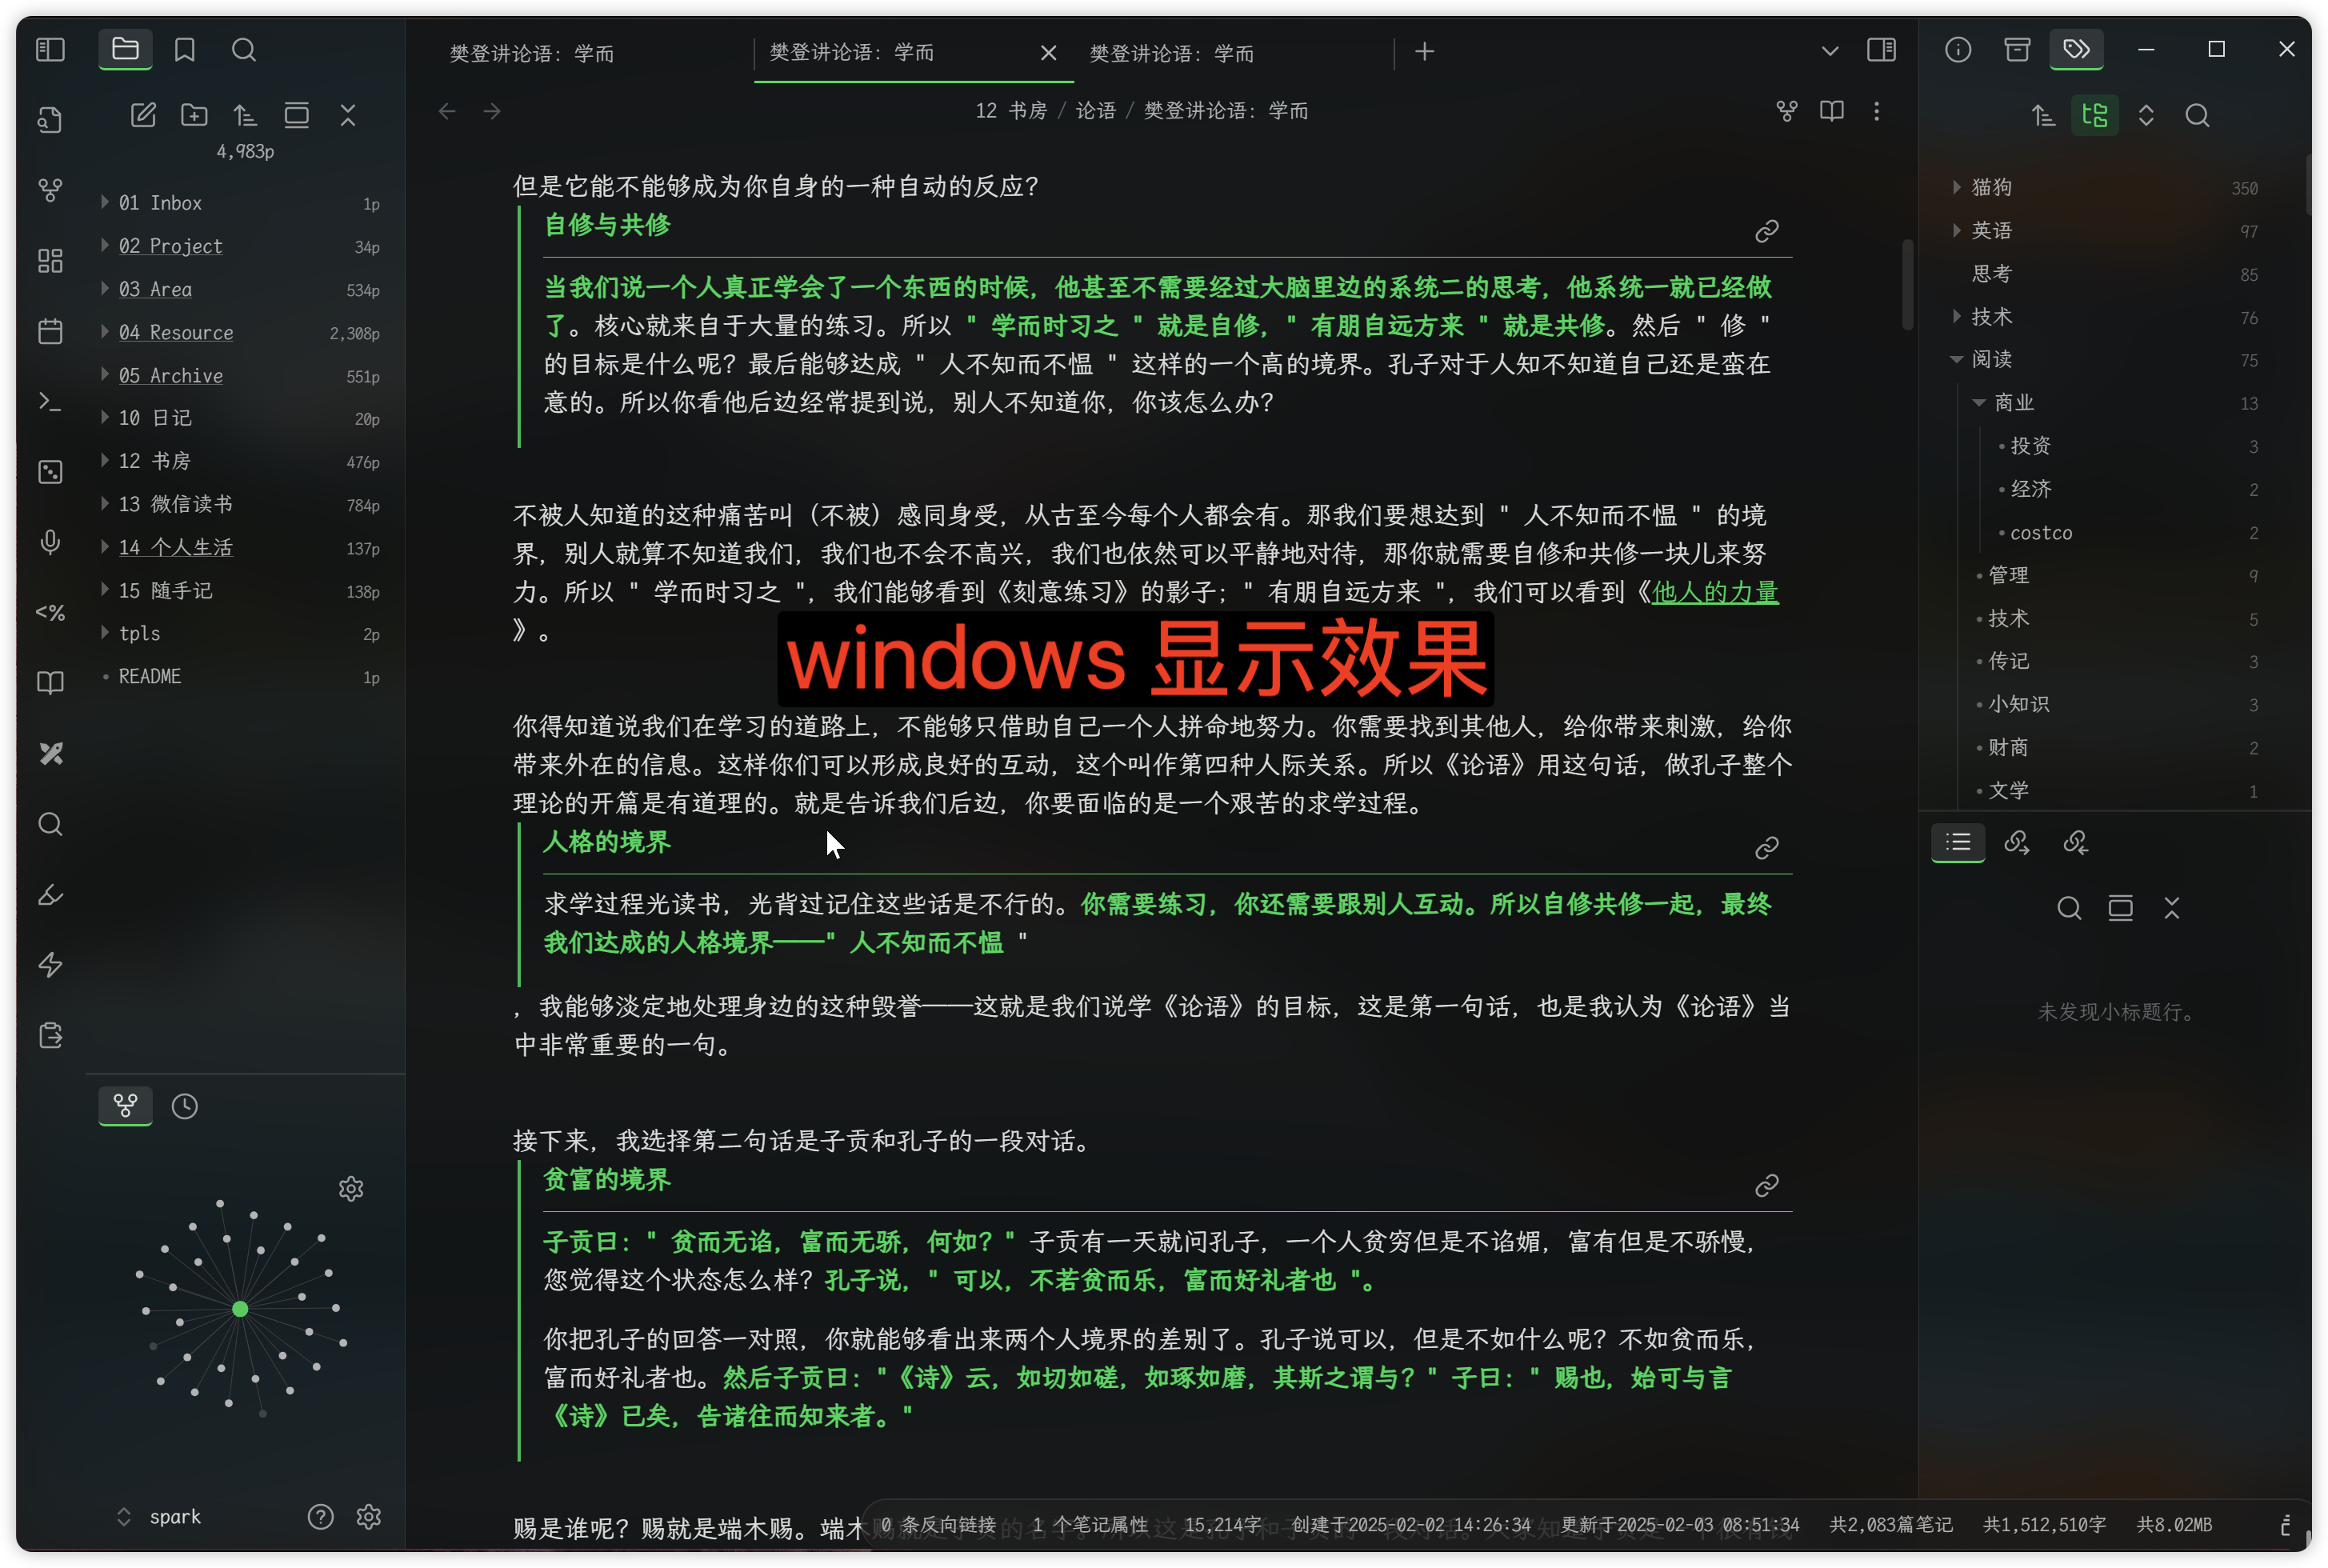 樊登讲论语：学而
樊登讲论语：学而
樊登讲论语：学而
12 书房 / 论语 / 樊登讲论语：学而
4,983p
01 Inbox 1p
02 Project 34p
03 Area 534p
04 Resource 2,308p
05 Archive 551p
10 日记 20p
12 书房 476p
13 微信读书 784p
14 个人生活 137p
15 随手记 138p
tpls 2p
README 1p
<%
spark
但是它能不能够成为你自身的一种自动的反应？
自修与共修
当我们说一个人真正学会了一个东西的时候，他甚至不需要经过大脑里边的系统二的思考，他系统一就已经做
了。核心就来自于大量的练习。所以 " 学而时习之 " 就是自修，" 有朋自远方来 " 就是共修。然后 " 修 "
的目标是什么呢？最后能够达成 " 人不知而不愠 " 这样的一个高的境界。孔子对于人知不知道自己还是蛮在
意的。所以你看他后边经常提到说，别人不知道你，你该怎么办？
不被人知道的这种痛苦叫（不被）感同身受，从古至今每个人都会有。那我们要想达到 " 人不知而不愠 " 的境
界，别人就算不知道我们，我们也不会不高兴，我们也依然可以平静地对待，那你就需要自修和共修一块儿来努
力。所以 " 学而时习之 "，我们能够看到《刻意练习》的影子；" 有朋自远方来 "，我们可以看到《他人的力量
》。
windows 显示效果
你得知道说我们在学习的道路上，不能够只借助自己一个人拼命地努力。你需要找到其他人，给你带来刺激，给你
带来外在的信息。这样你们可以形成良好的互动，这个叫作第四种人际关系。所以《论语》用这句话，做孔子整个
理论的开篇是有道理的。就是告诉我们后边，你要面临的是一个艰苦的求学过程。
人格的境界
求学过程光读书，光背过记住这些话是不行的。你需要练习，你还需要跟别人互动。所以自修共修一起，最终
我们达成的人格境界——" 人不知而不愠 "
，我能够淡定地处理身边的这种毁誉——这就是我们说学《论语》的目标，这是第一句话，也是我认为《论语》当
中非常重要的一句。
接下来，我选择第二句话是子贡和孔子的一段对话。
贫富的境界
子贡曰：" 贫而无谄，富而无骄，何如？" 子贡有一天就问孔子，一个人贫穷但是不谄媚，富有但是不骄慢，
您觉得这个状态怎么样？孔子说，" 可以，不若贫而乐，富而好礼者也 "。
你把孔子的回答一对照，你就能够看出来两个人境界的差别了。孔子说可以，但是不如什么呢？不如贫而乐，
富而好礼者也。然后子贡曰："《诗》云，如切如磋，如琢如磨，其斯之谓与？" 子曰：" 赐也，始可与言
《诗》已矣，告诸往而知来者。"
赐是谁呢？赐就是端木赐。端木
0 条反向链接 1 个笔记属性 15,214字 创建于2025-02-02 14:26:34 更新于2025-02-03 08:51:34 共2,083篇笔记 共1,512,510字 共8.02MB
猫狗 350
英语 97
思考 85
技术 76
阅读 75
商业 13
投资 3
经济 2
costco 2
管理 9
技术 5
传记 3
小知识 3
财商 2
文学 1
未发现小标题行。